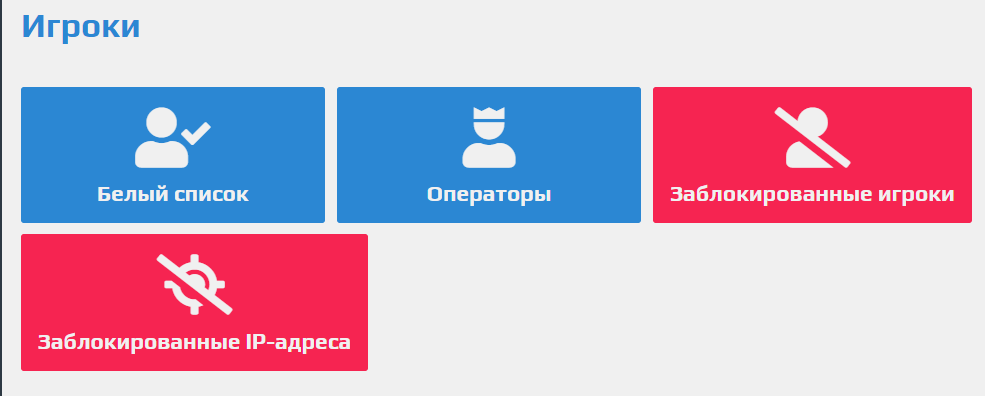 Игроки
Белый список
Операторы
Заблокированные игроки
Заблокированные IP-адреса